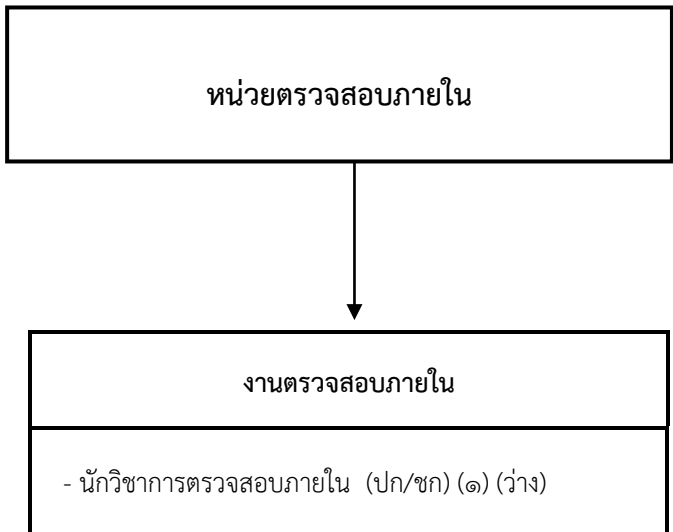 หน่วยตรวจสอบภายใน
งานตรวจสอบภายใน
- นักวิชาการตรวจสอบภายใน (ปก/ชก) (๑) (ว่าง)